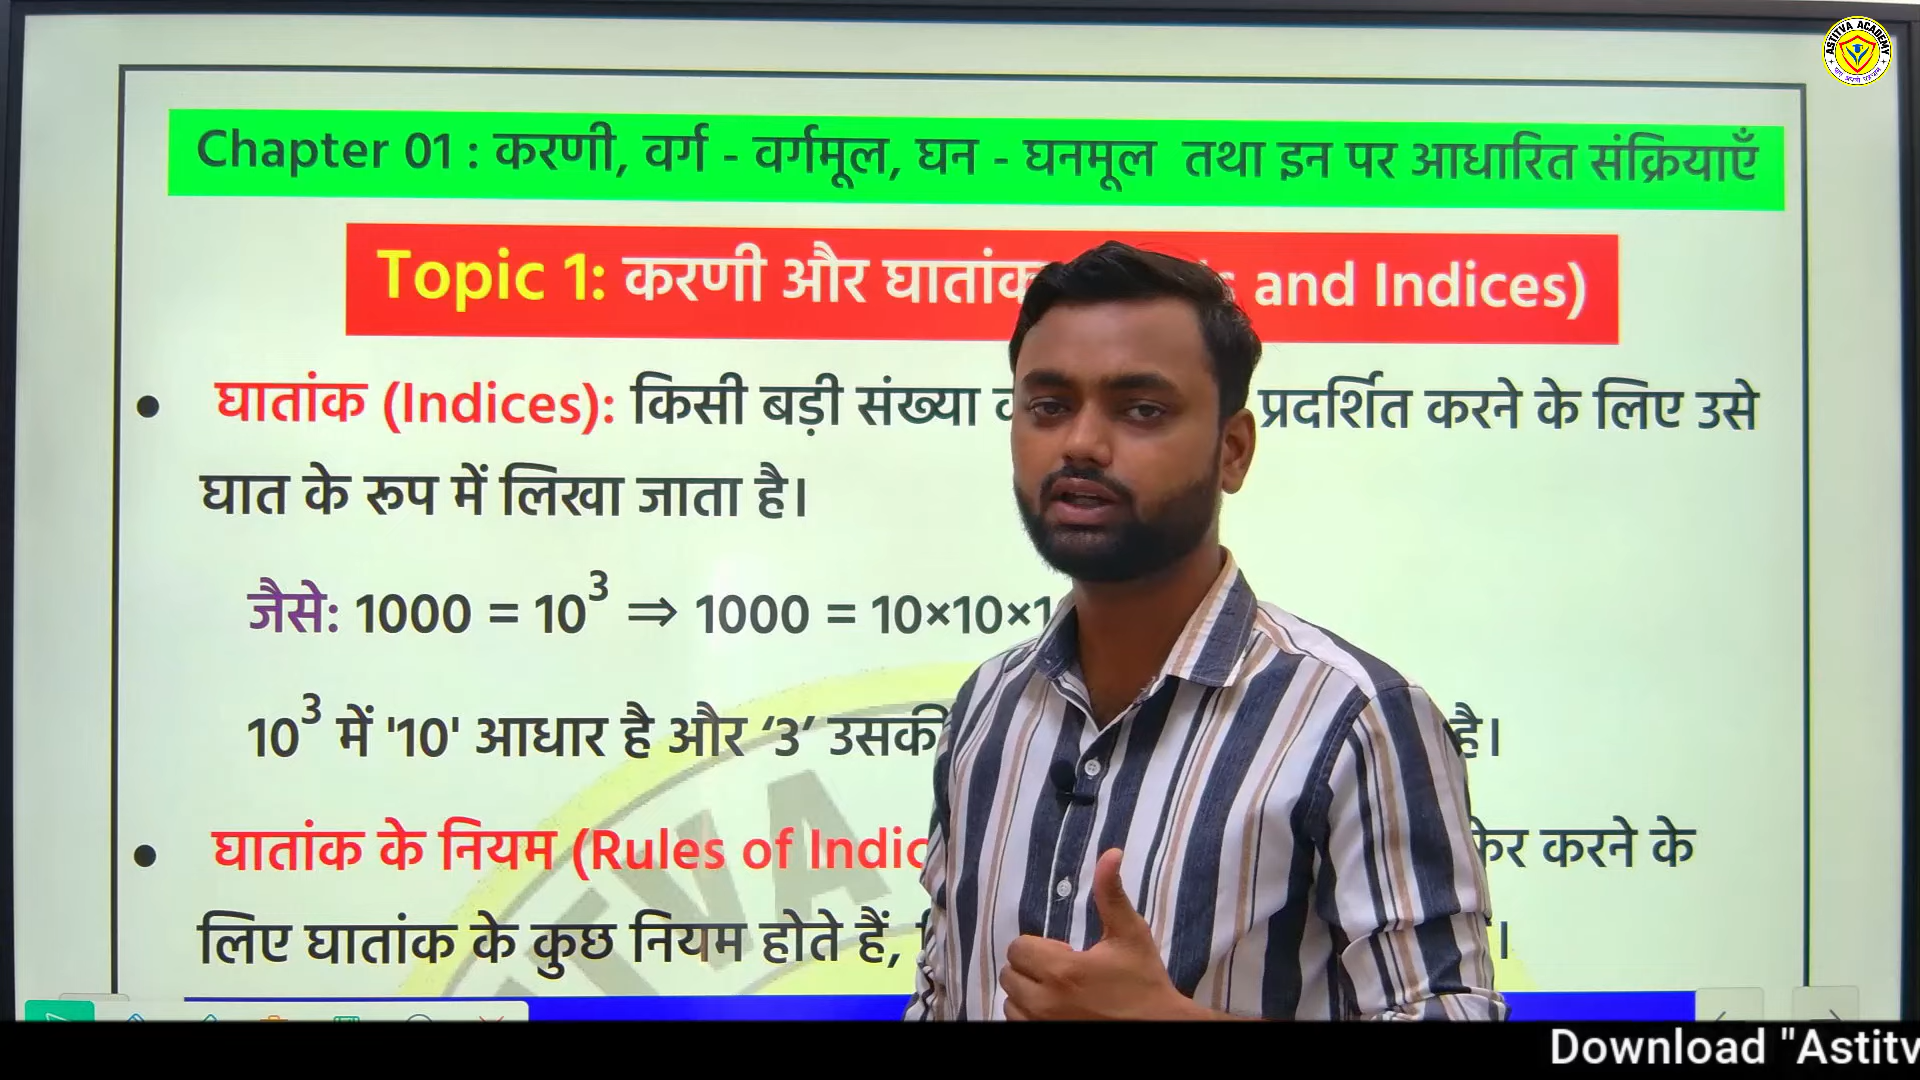 ASTITVA ACADEMY
Chapter 01 : करणी, वर्ग - वर्गमूल, घन - घनमूल तथा इन पर आधारित संक्रियाएँ
Topic 1: करणी और घातांक and Indices)
• घातांक (Indices): किसी बड़ी संख्या प्रदर्शित करने के लिए उसे
घात के रूप में लिखा जाता है।
जैसे: 1000 = 10³ ⇒ 1000 = 10×10×1
10³ में '10' आधार है और ‘3’ उसकी है।
• घातांक के नियम (Rules of Indic करने के
लिए घातांक के कुछ नियम होते हैं,
Download "Astitv